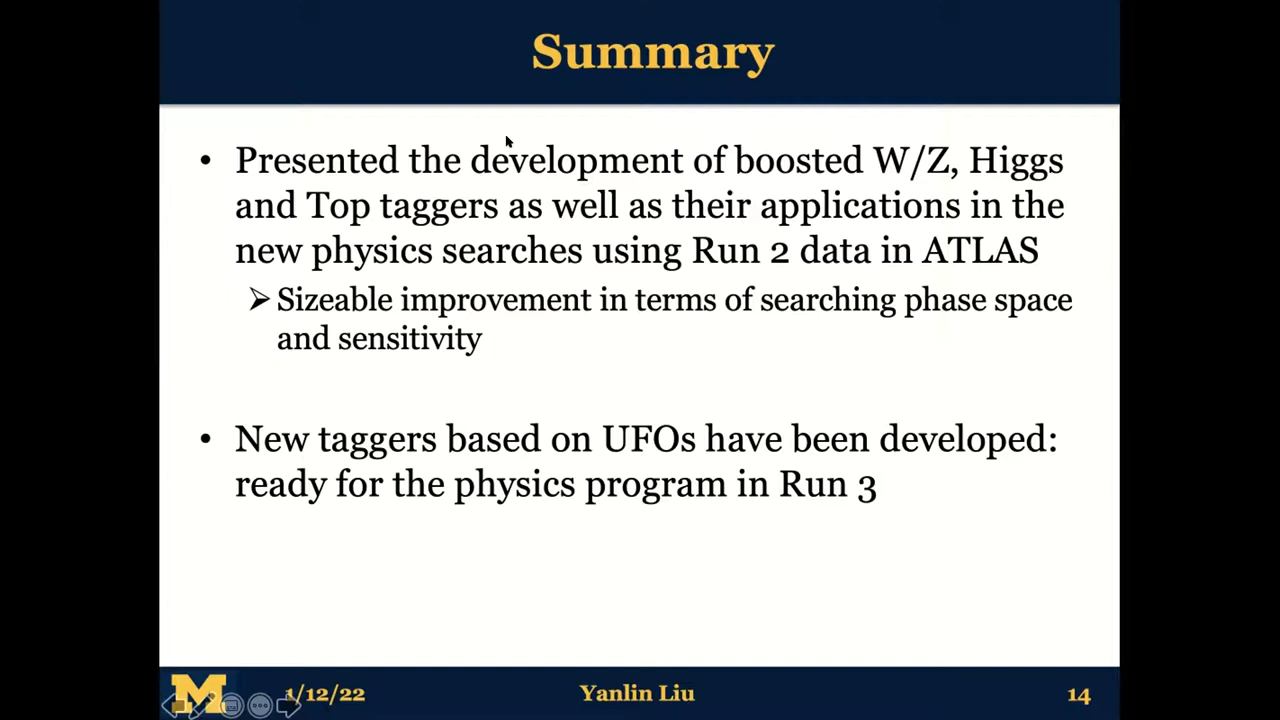 Summary
• Presented the development of boosted W/Z, Higgs
and Top taggers as well as their applications in the
new physics searches using Run 2 data in ATLAS
➢ Sizeable improvement in terms of searching phase space
and sensitivity
• New taggers based on UFOs have been developed:
ready for the physics program in Run 3
M 1/12/22 Yanlin Liu 14